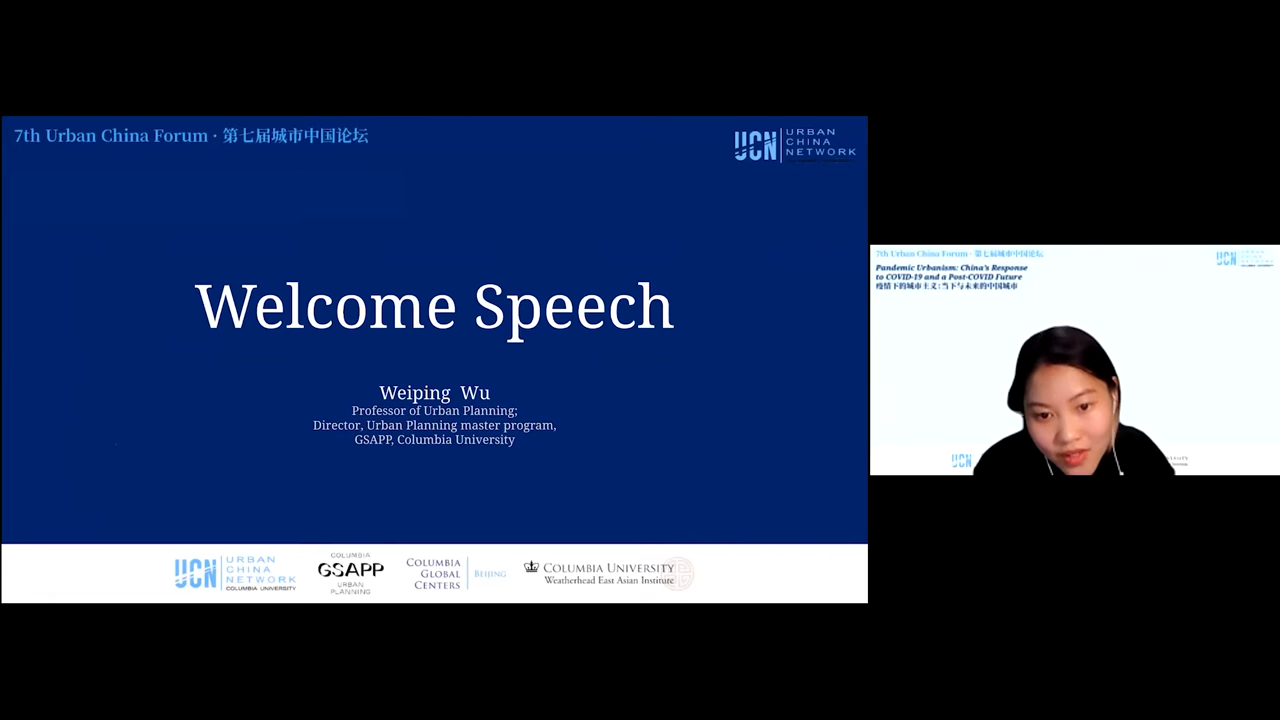 7th Urban China Forum · 第七届城市中国论坛
UCN
URBAN
CHINA
NETWORK
Welcome Speech
Weiping Wu
Professor of Urban Planning;
Director, Urban Planning master program,
GSAPP, Columbia University
UCN
URBAN
CHINA
NETWORK
COLUMBIA UNIVERSITY
COLUMBIA
GSAPP
URBAN
PLANNING
COLUMBIA
GLOBAL
CENTERS
BEIJING
COLUMBIA UNIVERSITY
Weatherhead East Asian Institute
7th Urban China Forum · 第七届城市中国论坛
UCN
Pandemic Urbanism: China's Response
to COVID-19 and a Post-COVID Future
疫情下的城市主义：当下与未来的中国城市
UCN